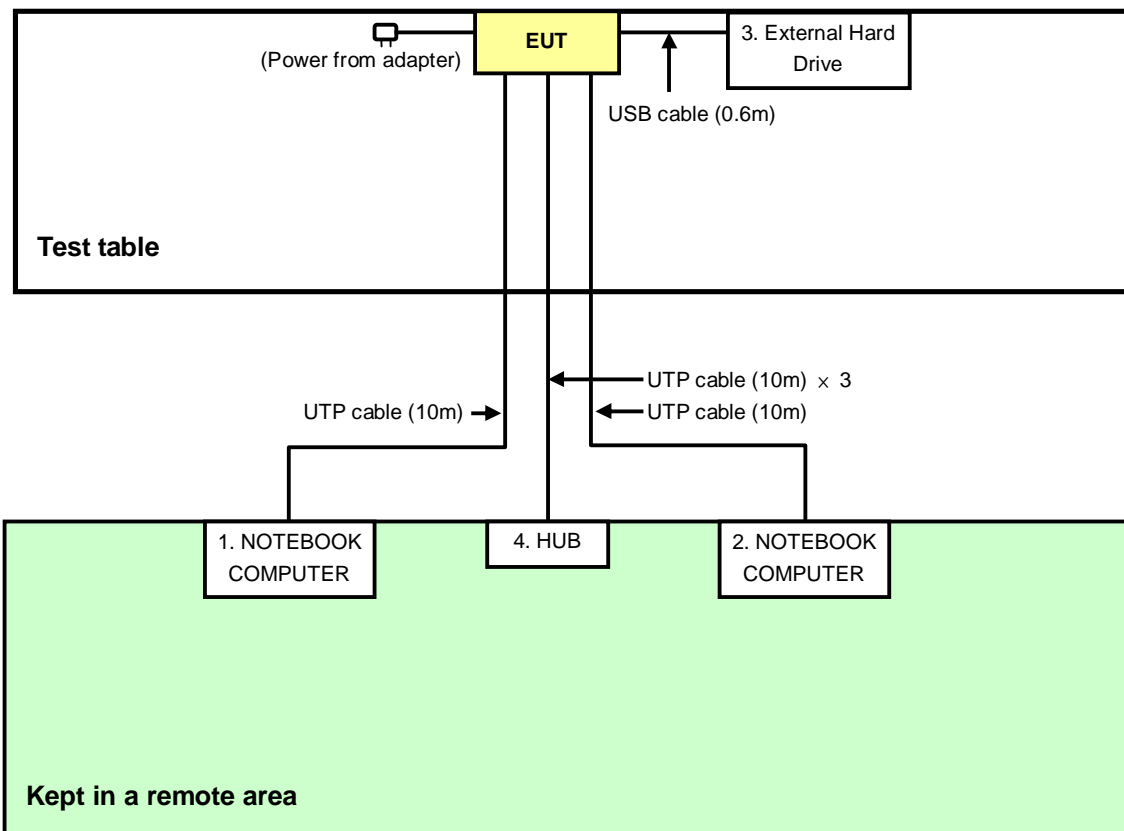 EUT
3. External Hard
Drive
(Power from adapter)
USB cable (0.6m)
Test table
UTP cable (10m) × 3
UTP cable (10m)
UTP cable (10m)
1. NOTEBOOK
COMPUTER
4. HUB
2. NOTEBOOK
COMPUTER
Kept in a remote area